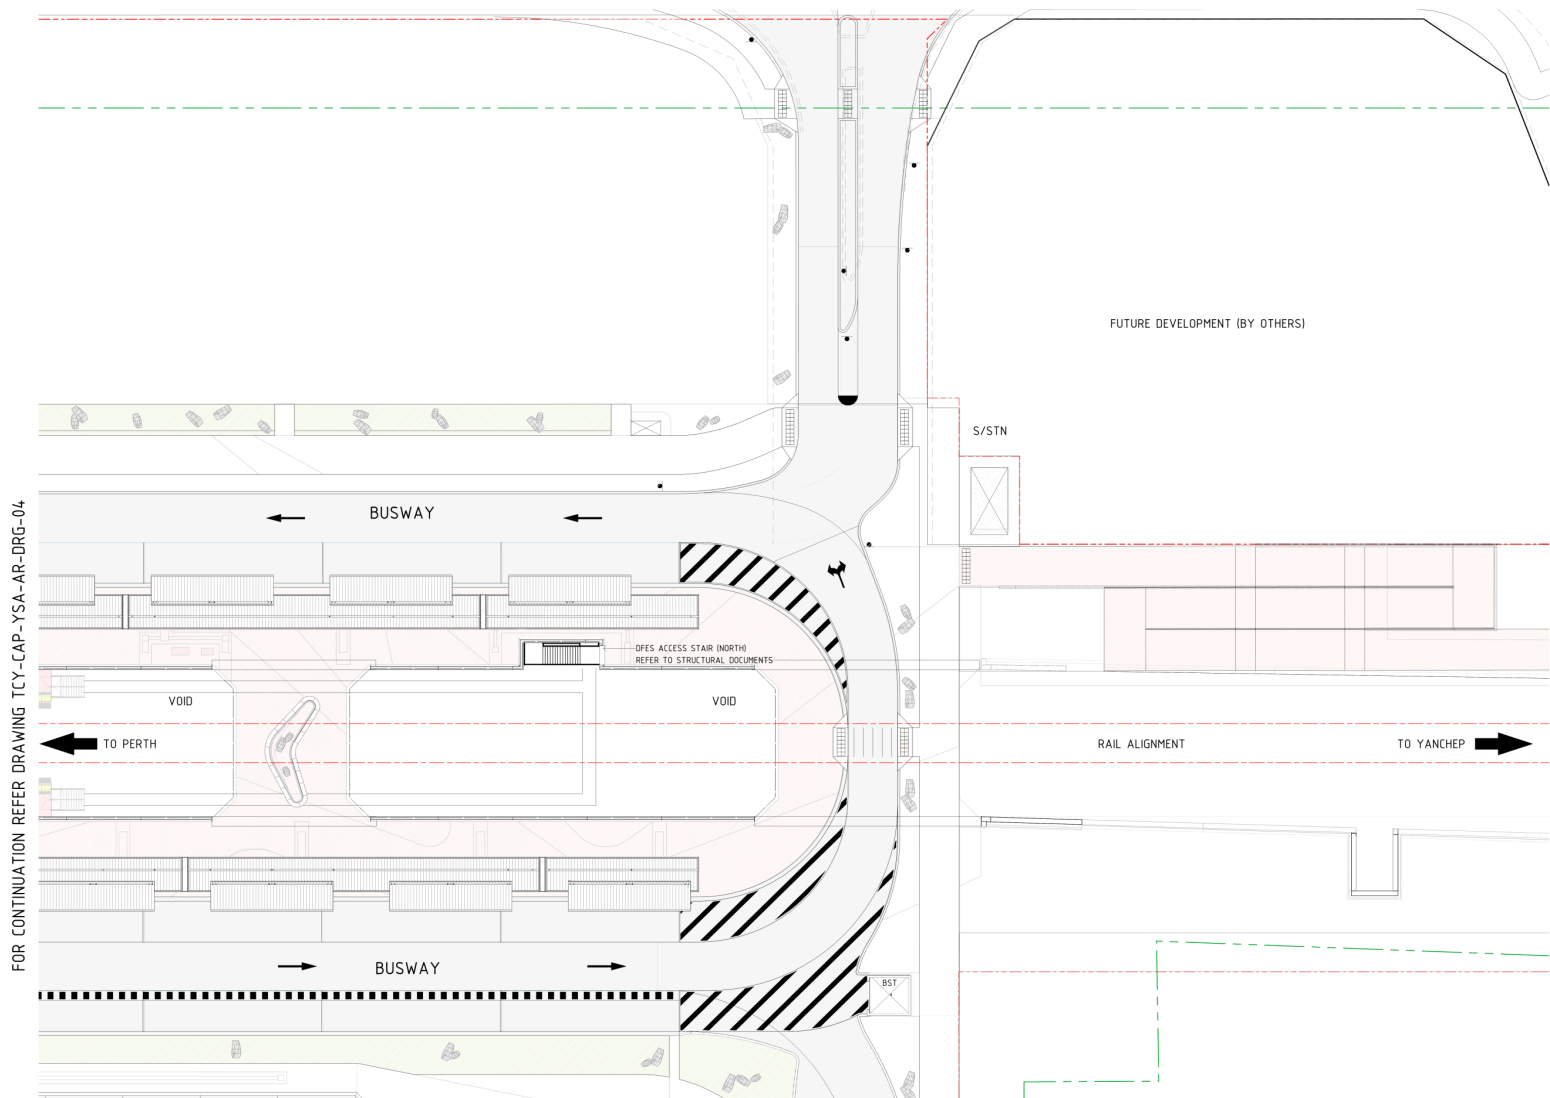 FUTURE DEVELOPMENT (BY OTHERS)
S/STN
BUSWAY
DFES ACCESS STAIR (NORTH)
REFER TO STRUCTURAL DOCUMENTS
VOID
VOID
TO PERTH
RAIL ALIGNMENT
TO YANCHEP
BUSWAY
BST
FOR CONTINUATION REFER DRAWING TCY-CAP-YSA-AR-DRG-04